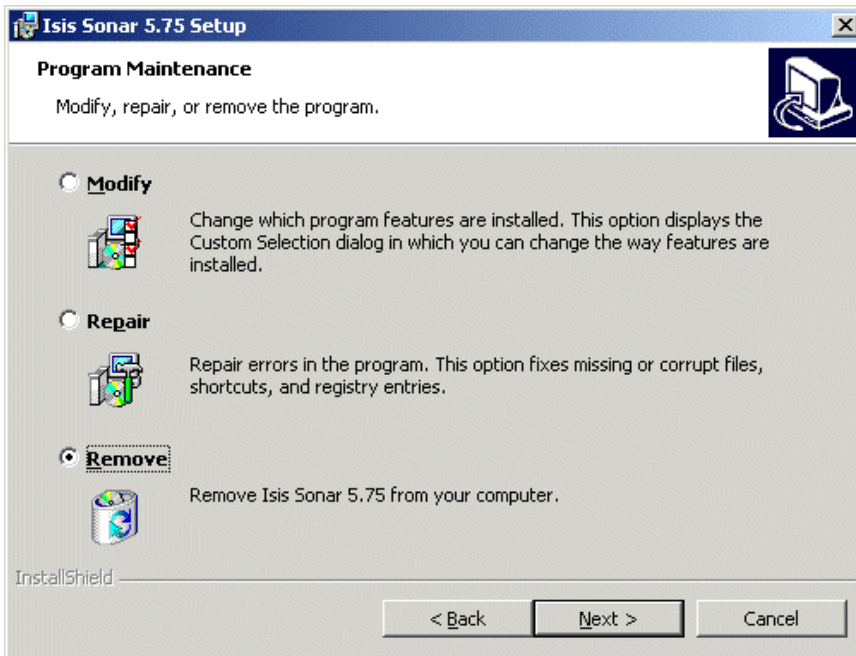 Isis Sonar 5.75 Setup
Program Maintenance
Modify, repair, or remove the program.
Modify
Change which program features are installed. This option displays the
Custom Selection dialog in which you can change the way features are
installed.
Repair
Repair errors in the program. This option fixes missing or corrupt files,
shortcuts, and registry entries.
Remove
Remove Isis Sonar 5.75 from your computer.
InstallShield
< Back
Next >
Cancel